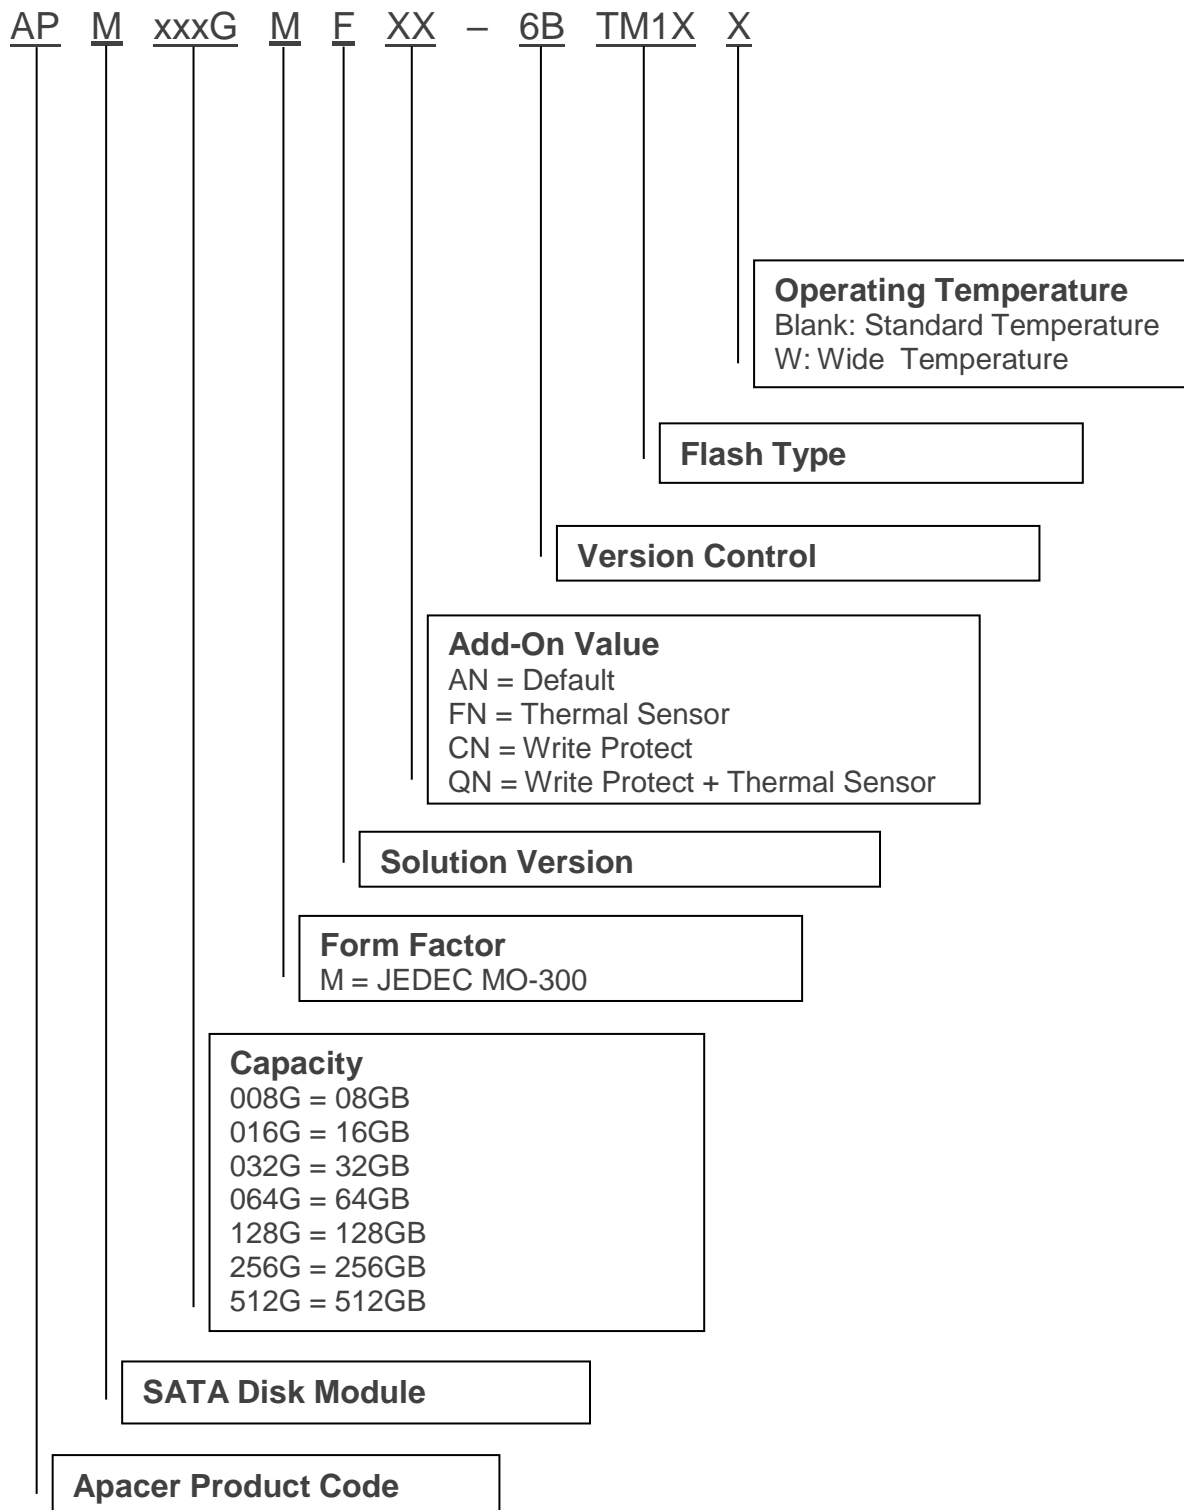 AP M xxxG M F XX – 6B TM1X X
Operating Temperature
Blank: Standard Temperature
W: Wide Temperature
Flash Type
Version Control
Add-On Value
AN = Default
FN = Thermal Sensor
CN = Write Protect
QN = Write Protect + Thermal Sensor
Solution Version
Form Factor
M = JEDEC MO-300
Capacity
008G = 08GB
016G = 16GB
032G = 32GB
064G = 64GB
128G = 128GB
256G = 256GB
512G = 512GB
SATA Disk Module
Apacer Product Code